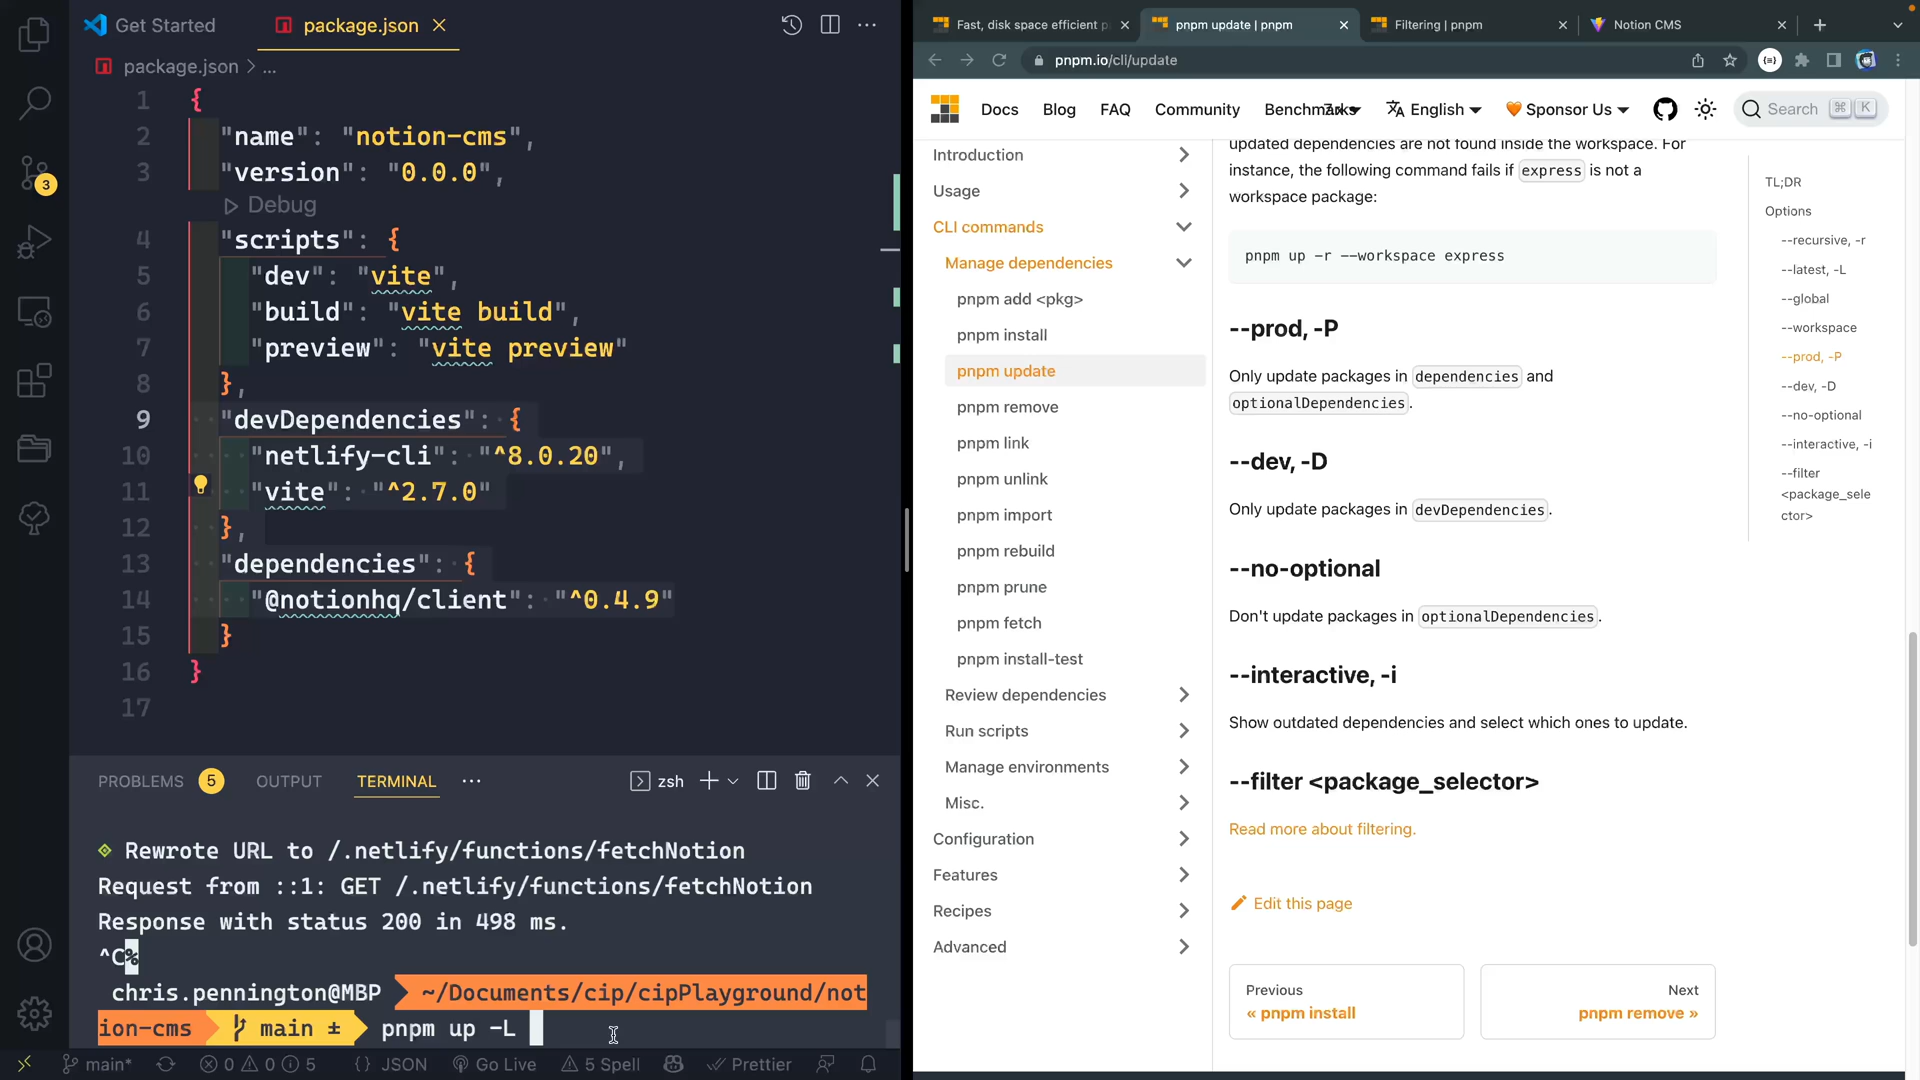 Get Started
package.json
package.json > ...
1 {
2 "name": "notion-cms",
3 "version": "0.0.0",
Debug
4 "scripts": {
5 "dev": "vite",
6 "build": "vite build",
7 "preview": "vite preview"
8 },
9 "devDependencies": {
10 "netlify-cli": "^8.0.20",
11 "vite": "^2.7.0"
12 },
13 "dependencies": {
14 "@notionhq/client": "^0.4.9"
15 }
16 }
17
3
PROBLEMS 5 OUTPUT TERMINAL ... zsh
Rewrote URL to /.netlify/functions/fetchNotion
Request from ::1: GET /.netlify/functions/fetchNotion
Response with status 200 in 498 ms.
^C%
chris.pennington@MBP ~/Documents/cip/cipPlayground/not
ion-cms main ± pnpm up -L
main* 0 0 5 {} JSON Go Live 5 Spell Prettier
Fast, disk space efficient p
pnpm update | pnpm
Filtering | pnpm
Notion CMS
pnpm.io/cli/update
Docs Blog FAQ Community Benchmarks English Sponsor Us Search ⌘ K
Introduction
Usage
CLI commands
Manage dependencies
pnpm add <pkg>
pnpm install
pnpm update
pnpm remove
pnpm link
pnpm unlink
pnpm import
pnpm rebuild
pnpm prune
pnpm fetch
pnpm install-test
Review dependencies
Run scripts
Manage environments
Misc.
Configuration
Features
Recipes
Advanced
updated dependencies are not found inside the workspace. For
instance, the following command fails if express is not a
workspace package:
pnpm up -r --workspace express
--prod, -P
Only update packages in dependencies and
optionalDependencies.
--dev, -D
Only update packages in devDependencies.
--no-optional
Don't update packages in optionalDependencies.
--interactive, -i
Show outdated dependencies and select which ones to update.
--filter <package_selector>
Read more about filtering.
Edit this page
Previous
« pnpm install
Next
pnpm remove »
TL;DR
Options
--recursive, -r
--latest, -L
--global
--workspace
--prod, -P
--dev, -D
--no-optional
--interactive, -i
--filter
<package_sele
ctor>